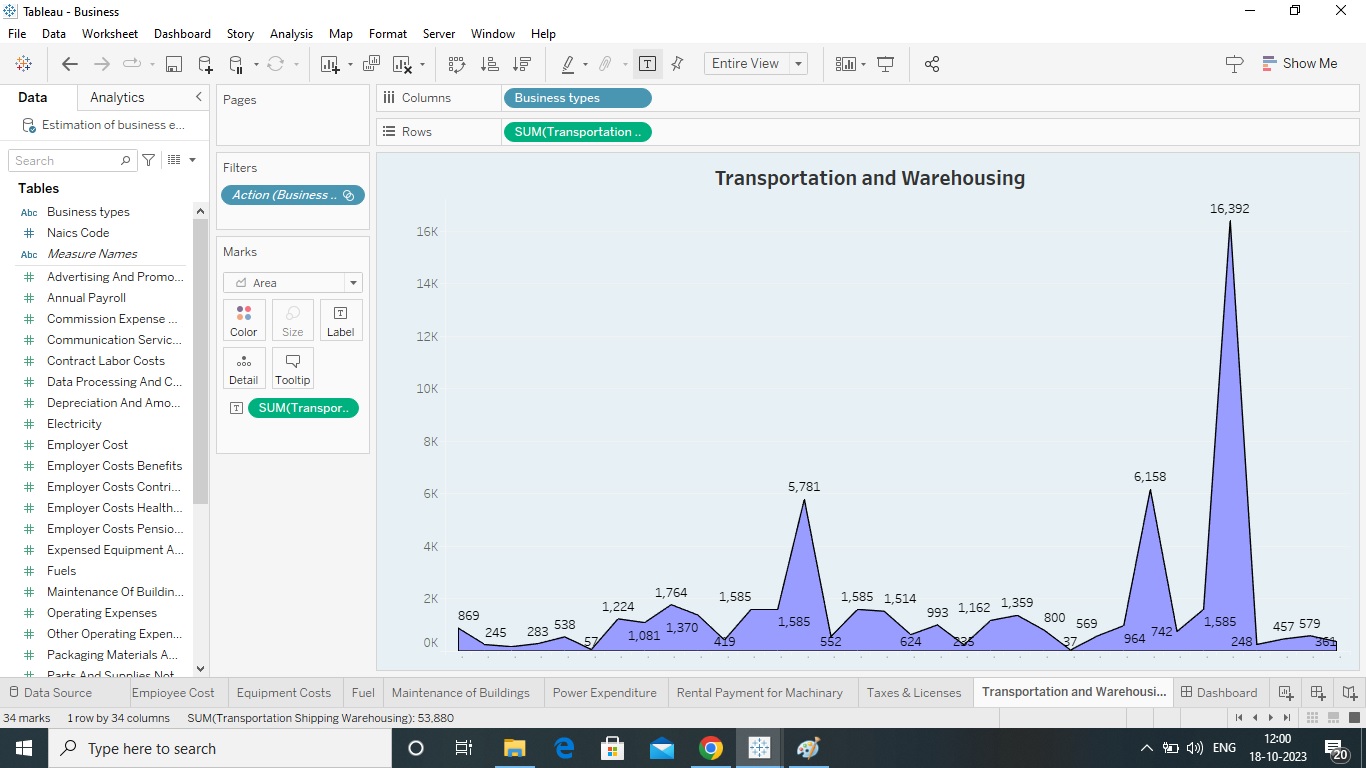 Tableau - Business
File Data Worksheet Dashboard Story Analysis Map Format Server Window Help
Entire View
Show Me
Data Analytics
Estimation of business e...
Search
Tables
Abc Business types
# Naics Code
Abc Measure Names
# Advertising And Promo...
# Annual Payroll
# Commission Expense ...
# Communication Servic...
# Contract Labor Costs
# Data Processing And C...
# Depreciation And Amo...
# Electricity
# Employer Cost
# Employer Costs Benefits
# Employer Costs Contri...
# Employer Costs Health...
# Employer Costs Pensio...
# Expensed Equipment A...
# Fuels
# Maintenance Of Buildin...
# Operating Expenses
# Other Operating Expen...
# Packaging Materials A...
# Parts And Supplies Not
Pages
Filters
Action (Business ..
Marks
Area
Color Size Label
Detail Tooltip
SUM(Transpor..
Columns Business types
Rows SUM(Transportation ..
Transportation and Warehousing
16K
14K
12K
10K
8K
6K
4K
2K
0K
869
245
283
538
57
1,224
1,081
1,764
1,370
419
1,585
1,585
5,781
552
1,585
1,514
624
993
235
1,162
1,359
800
37
569
964
6,158
742
1,585
16,392
248
457
579
361
Data Source Employee Cost Equipment Costs Fuel Maintenance of Buildings Power Expenditure Rental Payment for Machinery Taxes & Licenses Transportation and Warehousi... Dashboard
34 marks 1 row by 34 columns SUM(Transportation Shipping Warehousing): 53,880
Type here to search
ENG
12:00
18-10-2023
20